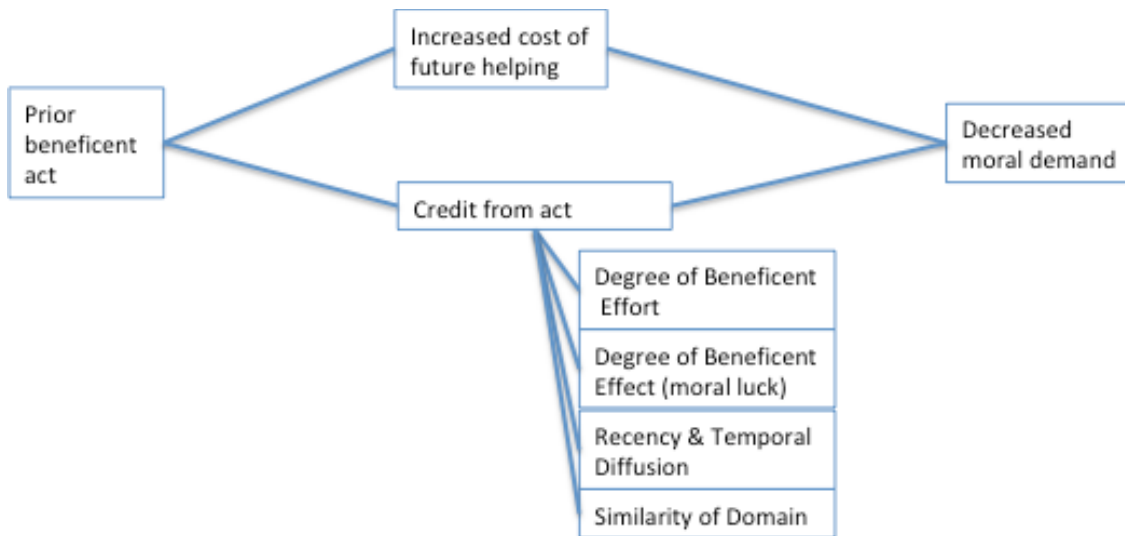 Increased cost of
future helping
Prior
beneficent
act
Decreased
moral demand
Credit from act
Degree of Beneficent
Effort
Degree of Beneficent
Effect (moral luck)
Recency & Temporal
Diffusion
Similarity of Domain